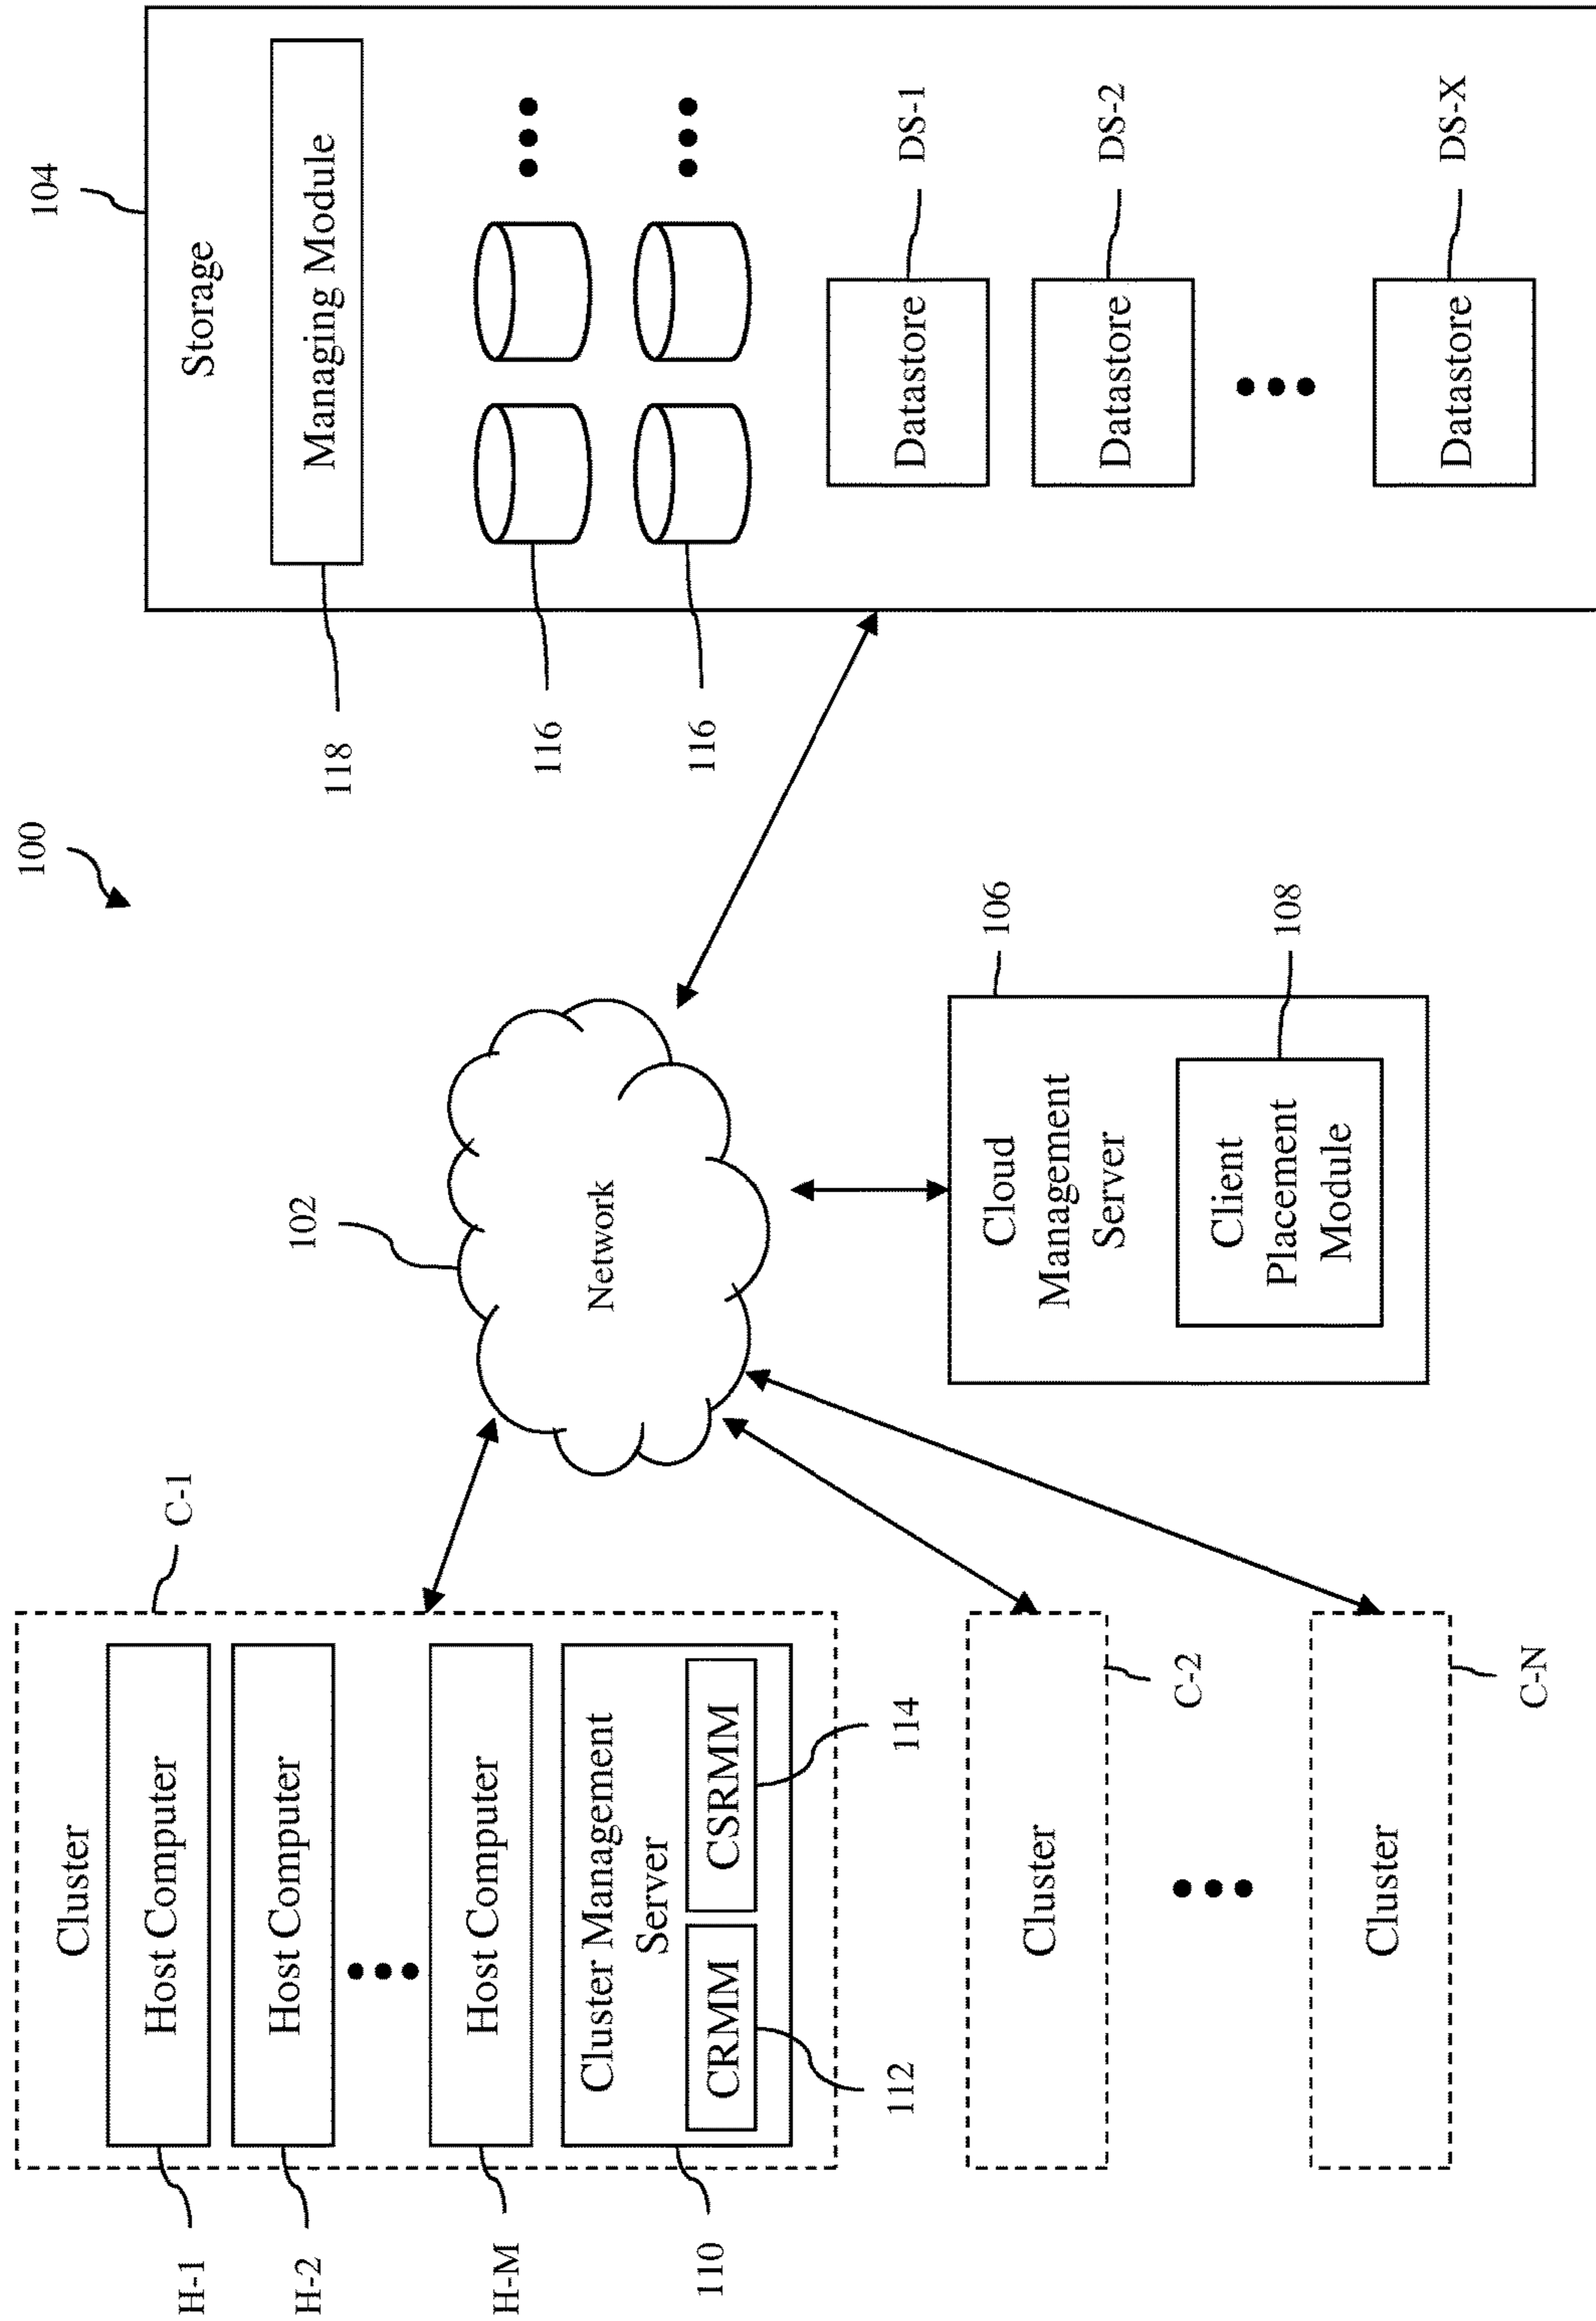 100
Cluster
C-1
Host Computer
H-1
Host Computer
H-2
Host Computer
H-M
Cluster Management
Server
110
CRMM
CSRMM
112
114
Cluster
C-2
Cluster
C-N
102
Network
Cloud
Management
Server
106
Client
Placement
Module
108
104
Storage
Managing Module
118
116
116
Datastore
DS-1
Datastore
DS-2
Datastore
DS-X